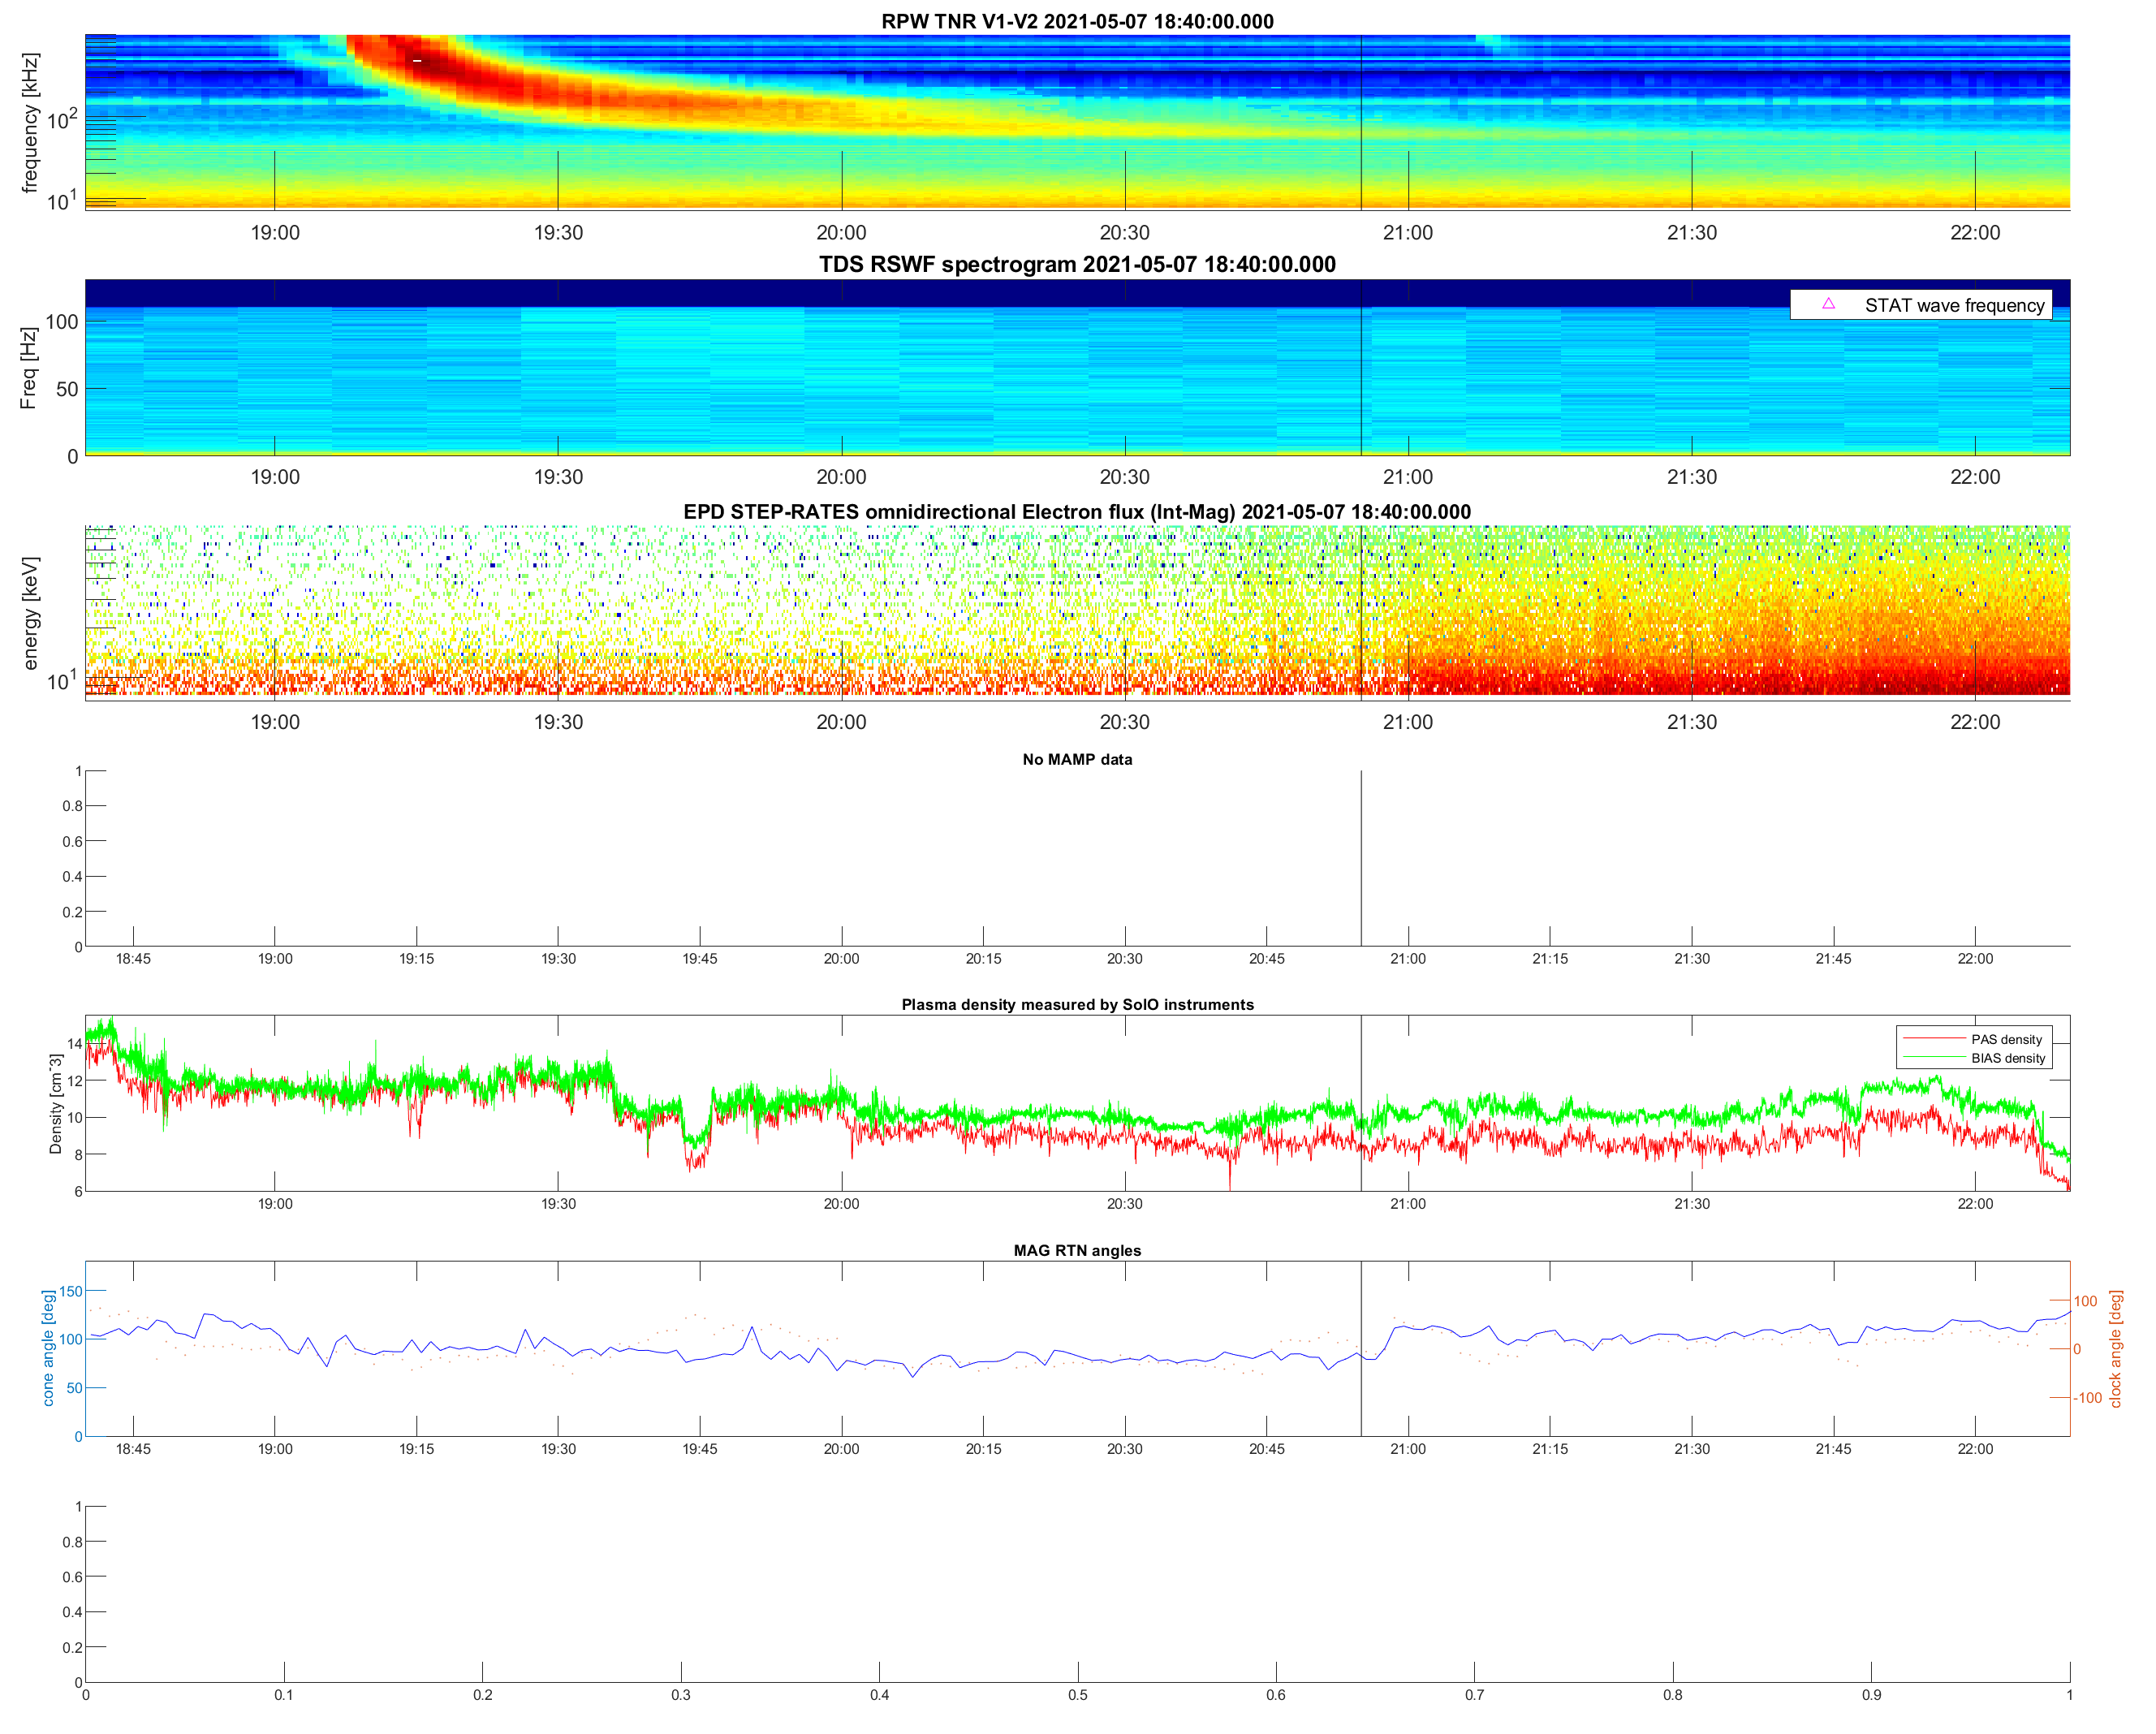 RPW TNR V1-V2 2021-05-07 18:40:00.000
frequency [kHz]
10^2
10^1
19:00 19:30 20:00 20:30 21:00 21:30 22:00
TDS RSWF spectrogram 2021-05-07 18:40:00.000
Freq [Hz]
100
50
0
STAT wave frequency
19:00 19:30 20:00 20:30 21:00 21:30 22:00
EPD STEP-RATES omnidirectional Electron flux (Int-Mag) 2021-05-07 18:40:00.000
energy [keV]
10^1
19:00 19:30 20:00 20:30 21:00 21:30 22:00
No MAMP data
1
0.8
0.6
0.4
0.2
0
18:45 19:00 19:15 19:30 19:45 20:00 20:15 20:30 20:45 21:00 21:15 21:30 21:45 22:00
Plasma density measured by SolO instruments
Density [cm^-3]
14
12
10
8
6
PAS density
BIAS density
19:00 19:30 20:00 20:30 21:00 21:30 22:00
MAG RTN angles
cone angle [deg]
150
100
50
0
100
0
-100
clock angle [deg]
18:45 19:00 19:15 19:30 19:45 20:00 20:15 20:30 20:45 21:00 21:15 21:30 21:45 22:00
1
0.8
0.6
0.4
0.2
0
0 0.1 0.2 0.3 0.4 0.5 0.6 0.7 0.8 0.9 1